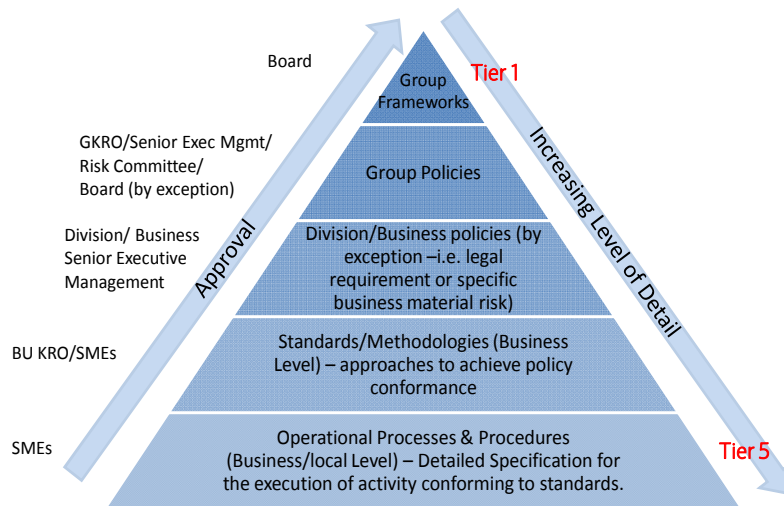 Board
Tier 1
Group
Frameworks
GKRO/Senior Exec Mgmt/
Risk Committee/
Board (by exception)
Group Policies
Increasing Level of Detail
Approval
Division/ Business
Senior Executive
Management
Division/Business policies (by
exception –i.e. legal
requirement or specific
business material risk)
BU KRO/SMEs
Standards/Methodologies (Business
Level) – approaches to achieve policy
conformance
SMEs
Operational Processes & Procedures
(Business/local Level) – Detailed Specification for
the execution of activity conforming to standards.
Tier 5